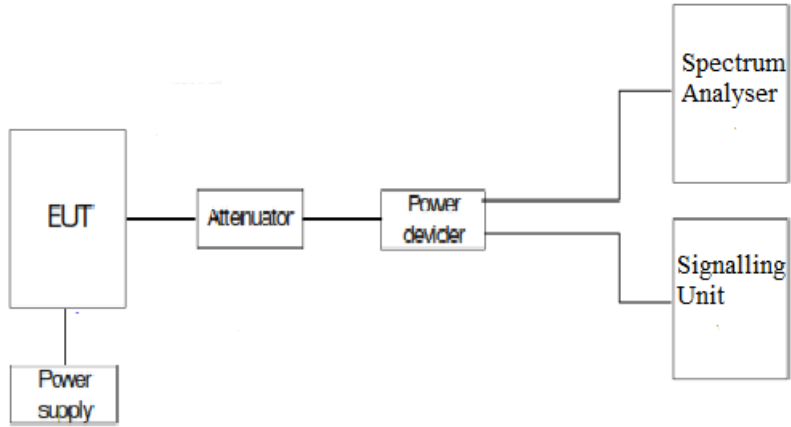 Spectrum
Analyser
EUT
Attenuator
Power
devider
Signalling
Unit
Power
supply